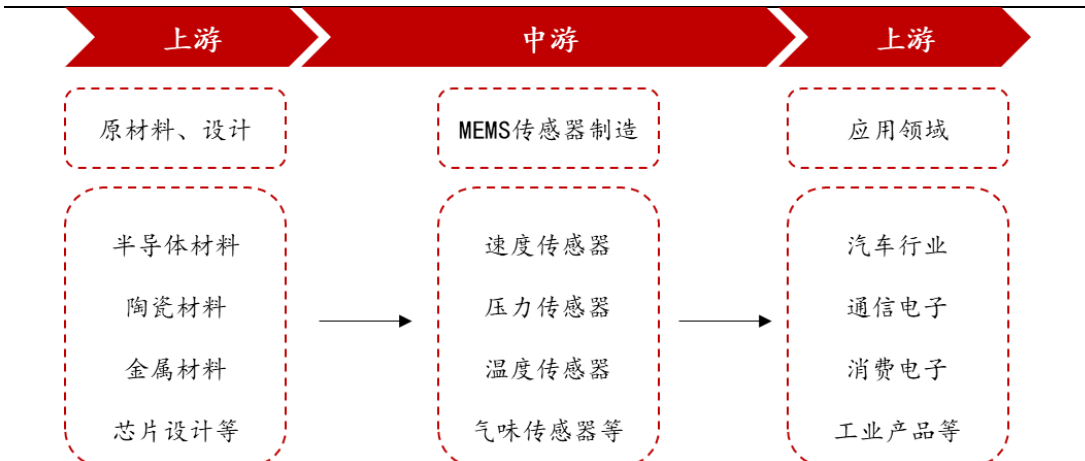 上游
中游
上游
原材料、设计
MEMS传感器制造
应用领域
半导体材料
陶瓷材料
金属材料
芯片设计等
速度传感器
压力传感器
温度传感器
气味传感器等
汽车行业
通信电子
消费电子
工业产品等